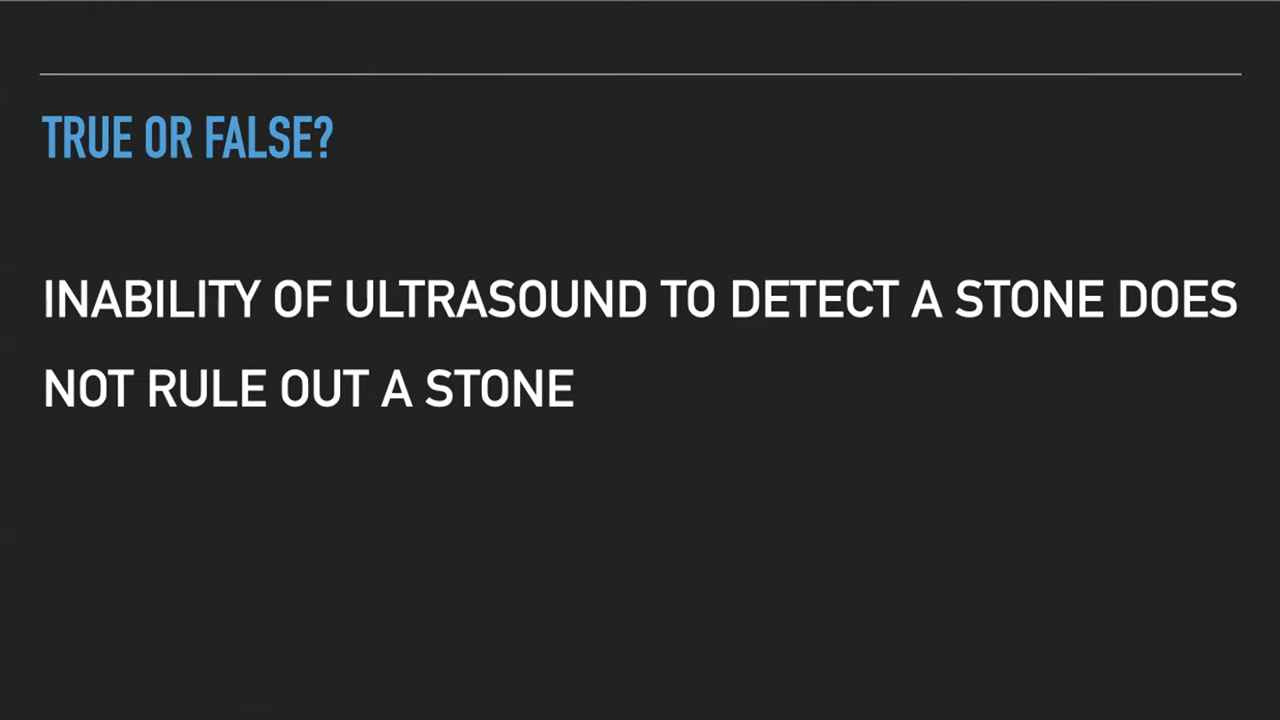 TRUE OR FALSE?
INABILITY OF ULTRASOUND TO DETECT A STONE DOES
NOT RULE OUT A STONE